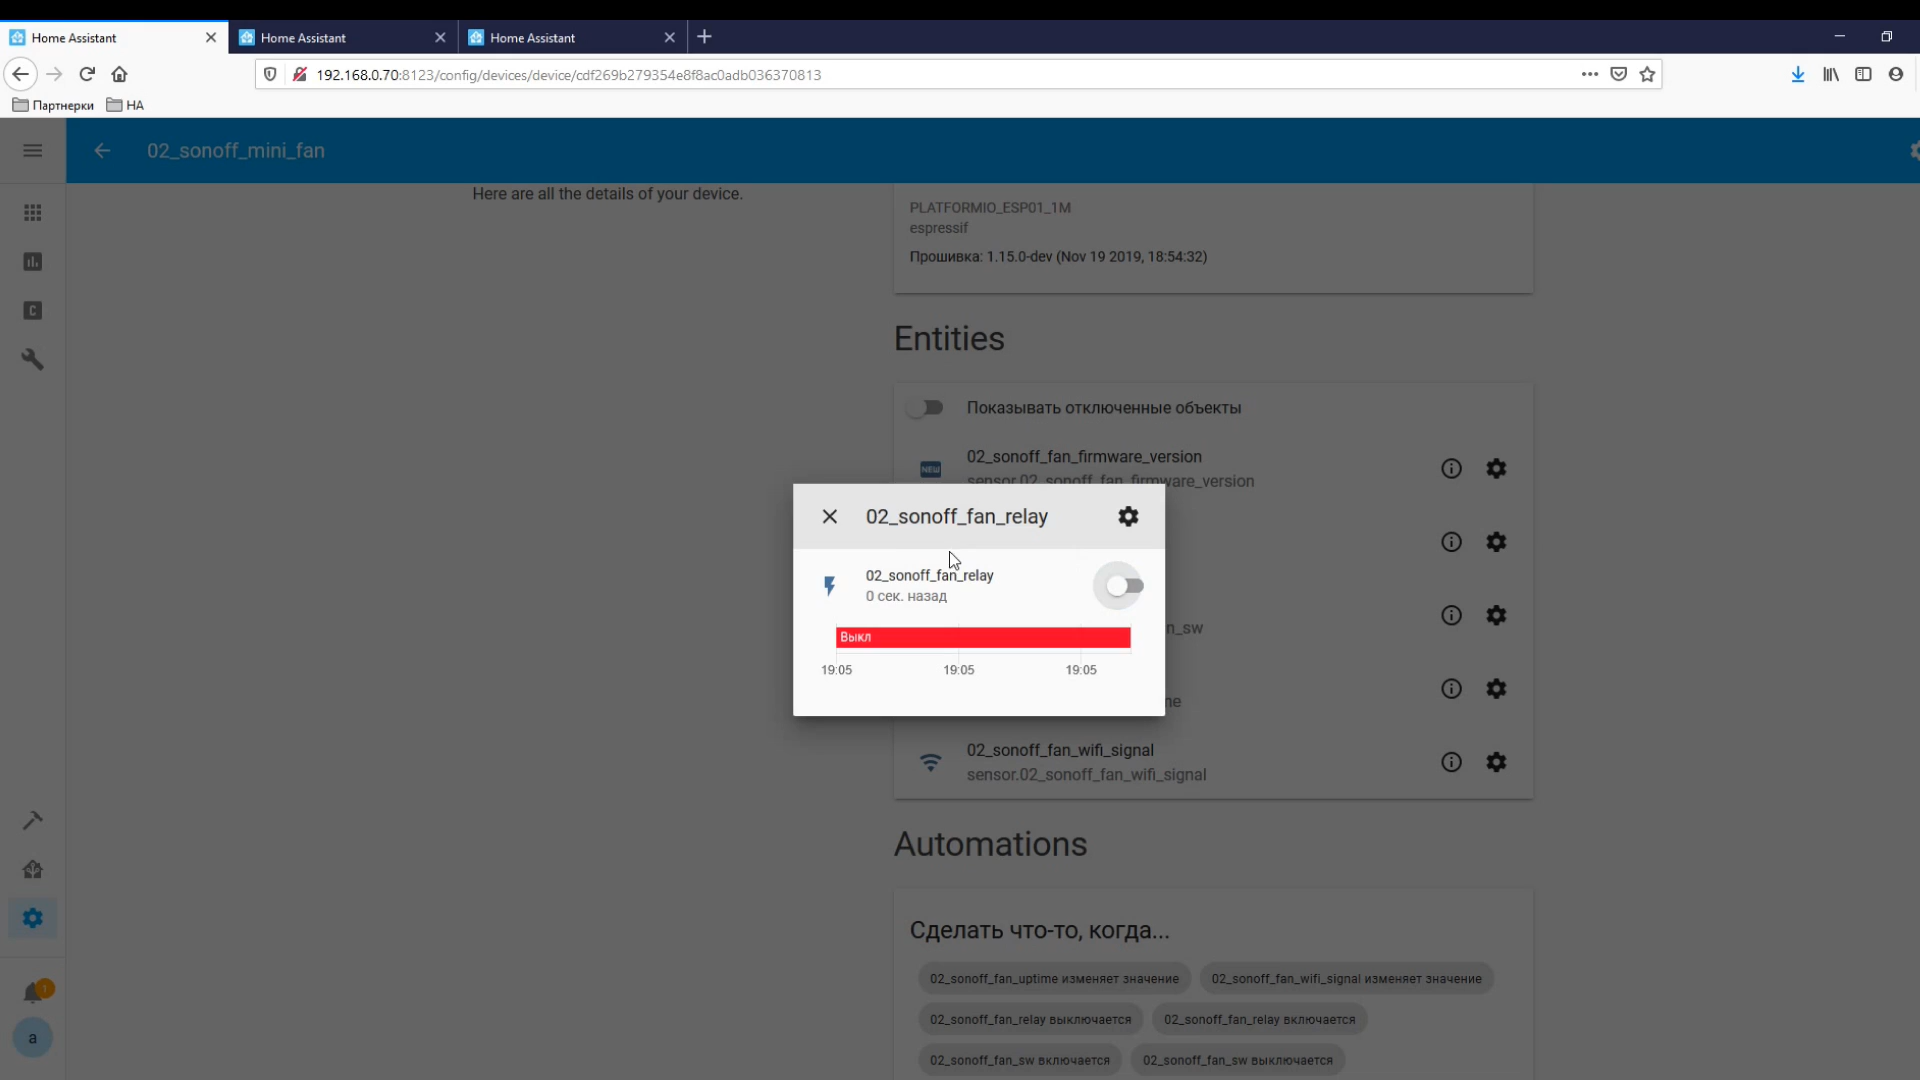 Home Assistant
Home Assistant
Home Assistant
192.168.0.70:8123/config/devices/device/cdf269b279354e8f8ac0adb036370813
Партнерки
HA
02_sonoff_mini_fan
Here are all the details of your device.
PLATFORMIO_ESP01_1M
espressif
Прошивка: 1.15.0-dev (Nov 19 2019, 18:54:32)
Entities
Показывать отключенные объекты
NEW
02_sonoff_fan_firmware_version
sensor.02_sonoff_fan_firmware_version
02_sonoff_fan_relay
02_sonoff_fan_relay
0 сек. назад
Выкл
19:05
19:05
19:05
n_sw
ne
02_sonoff_fan_wifi_signal
sensor.02_sonoff_fan_wifi_signal
Automations
Сделать что-то, когда...
02_sonoff_fan_uptime изменяет значение
02_sonoff_fan_wifi_signal изменяет значение
02_sonoff_fan_relay выключается
02_sonoff_fan_relay включается
02_sonoff_fan_sw включается
02_sonoff_fan_sw выключается
C
1
a